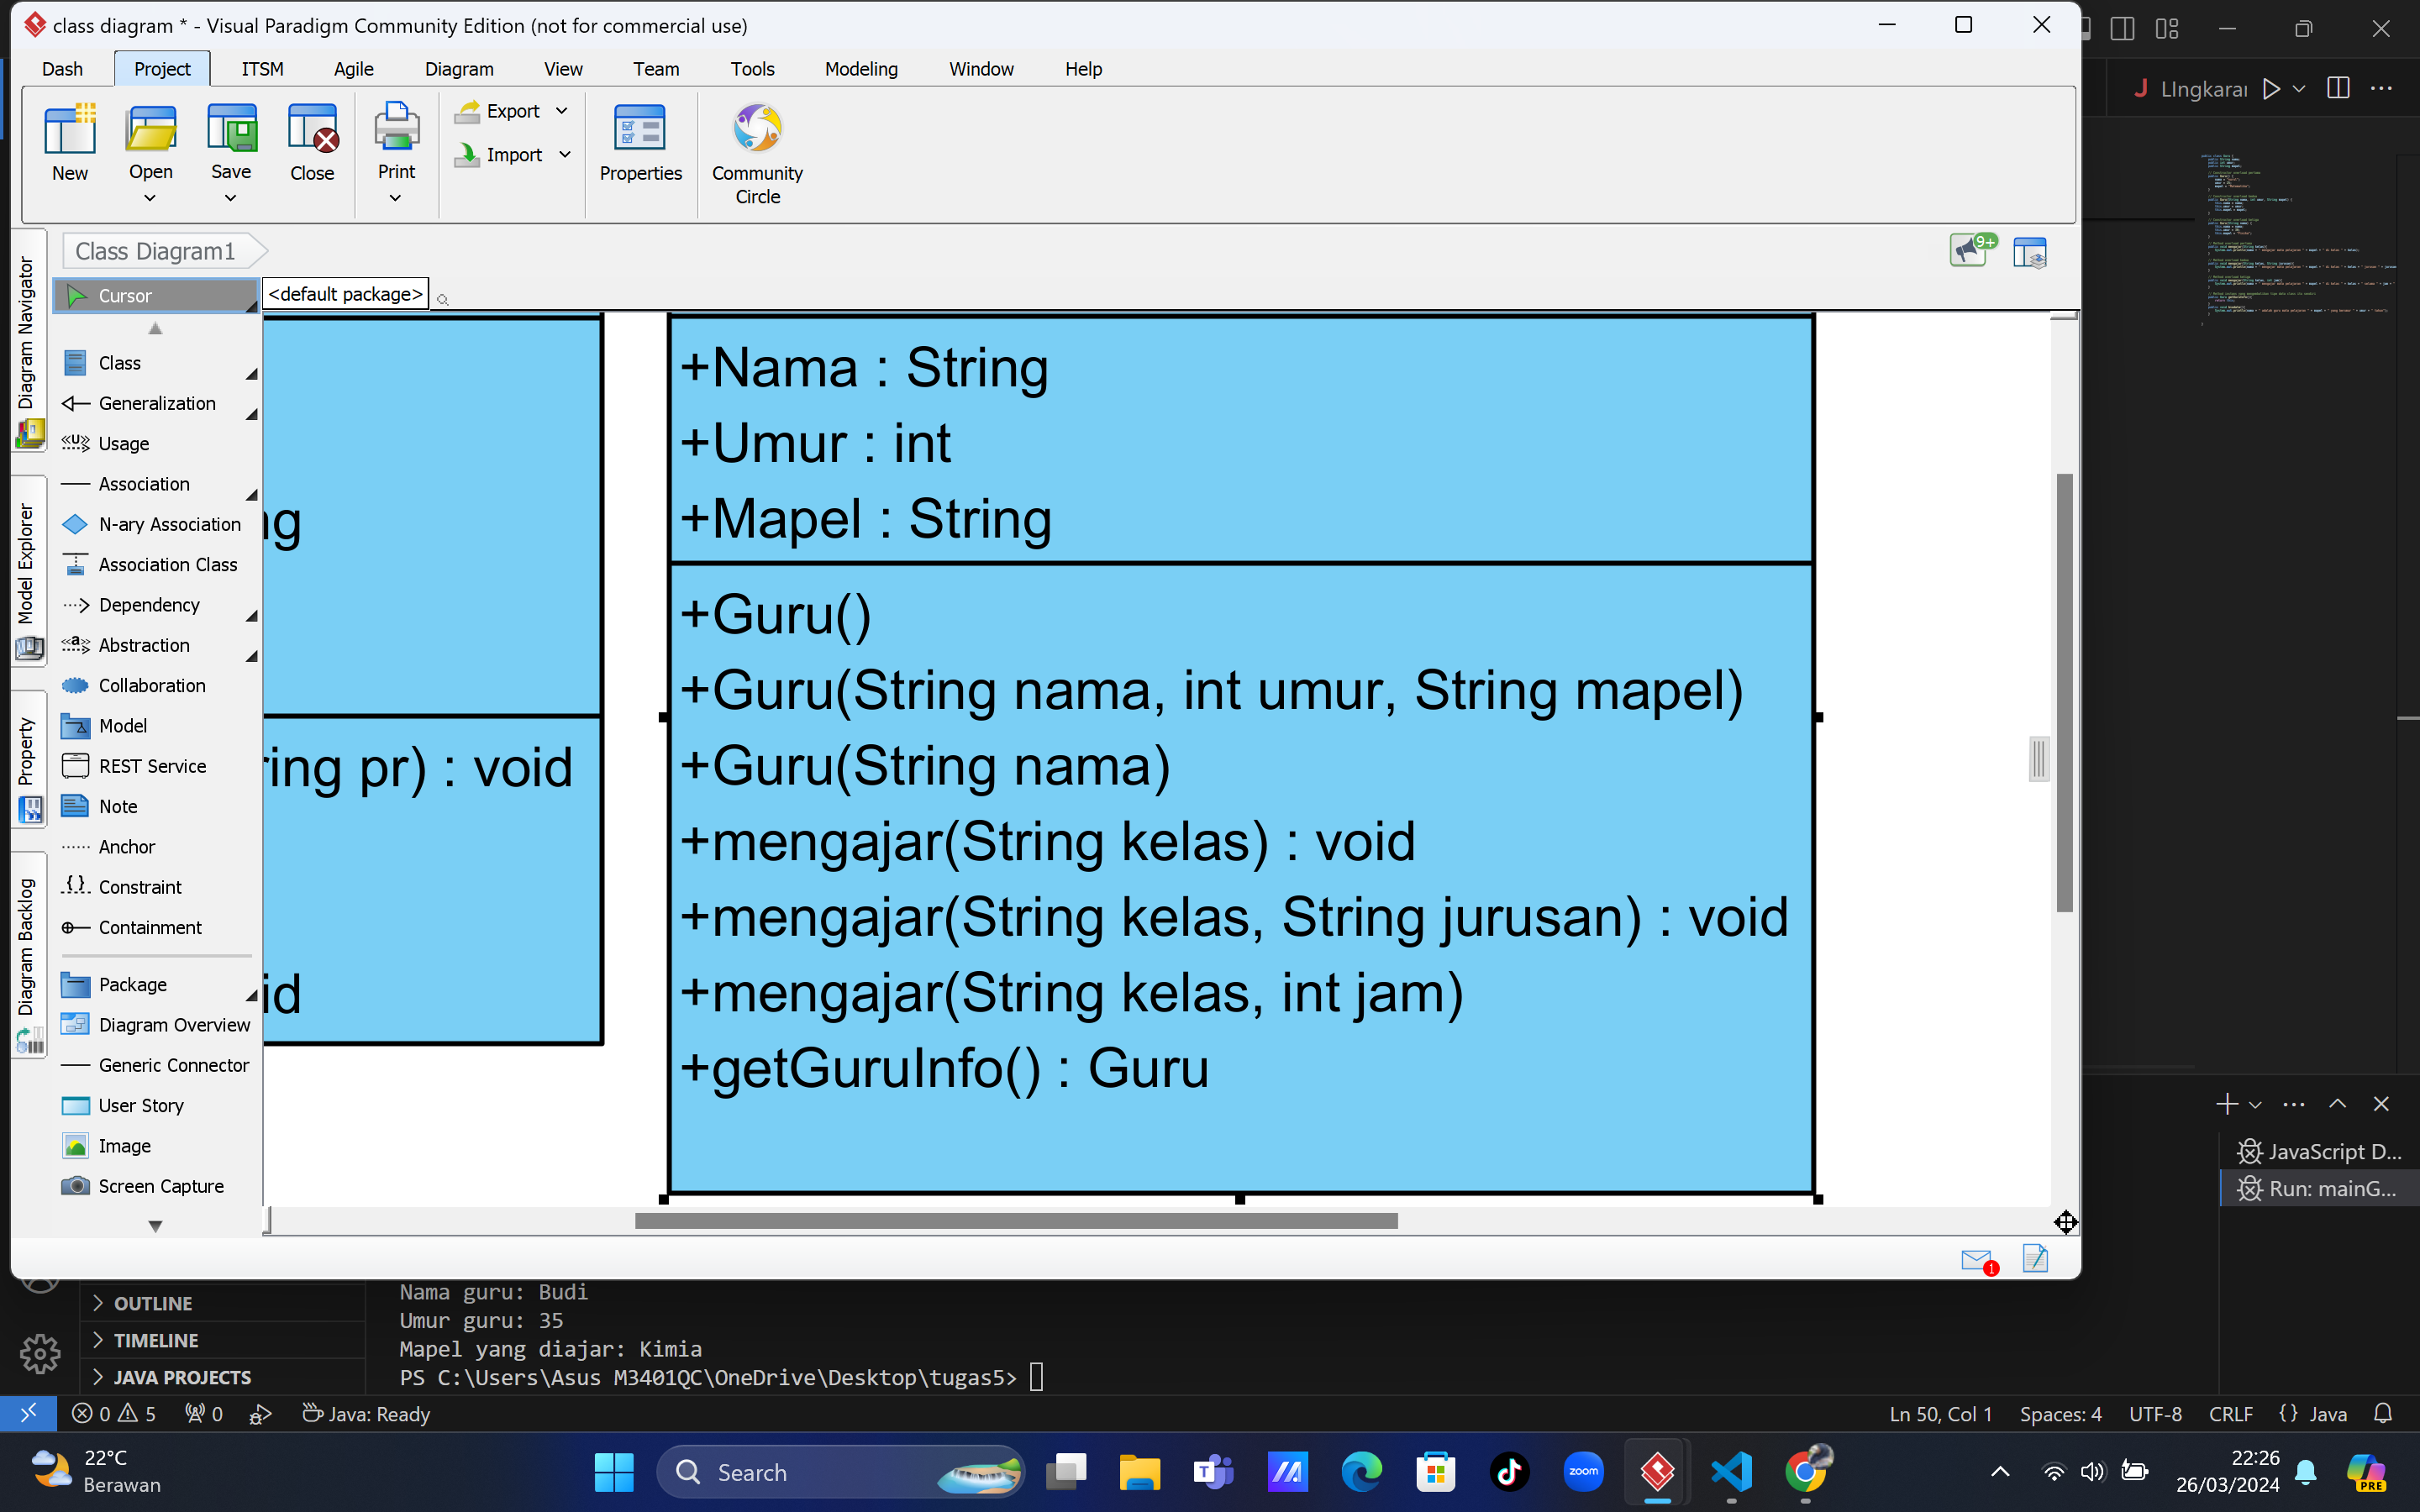 class diagram * - Visual Paradigm Community Edition (not for commercial use)
Dash Project ITSM Agile Diagram View Team Tools Modeling Window Help
LIngkarar
New Open Save Close Print Export Import Properties Community Circle
Class Diagram1
9+
Cursor
<default package>
Diagram Navigator
Model Explorer
Property
Diagram Backlog
Class
Generalization
Usage
Association
N-ary Association
Association Class
Dependency
Abstraction
Collaboration
Model
REST Service
Note
Anchor
Constraint
Containment
Package
Diagram Overview
Generic Connector
User Story
Image
Screen Capture
ng
ring pr) : void
id
+Nama : String
+Umur : int
+Mapel : String
+Guru()
+Guru(String nama, int umur, String mapel)
+Guru(String nama)
+mengajar(String kelas) : void
+mengajar(String kelas, String jurusan) : void
+mengajar(String kelas, int jam)
+getGuruInfo() : Guru
JavaScript D...
Run: mainG...
1
OUTLINE
TIMELINE
JAVA PROJECTS
Nama guru: Budi
Umur guru: 35
Mapel yang diajar: Kimia
PS C:\Users\Asus M3401QC\OneDrive\Desktop\tugas5>
0 5 0 Java: Ready
Ln 50, Col 1 Spaces: 4 UTF-8 CRLF {} Java
22°C
Berawan
Search
zoom
22:26
26/03/2024
PRE